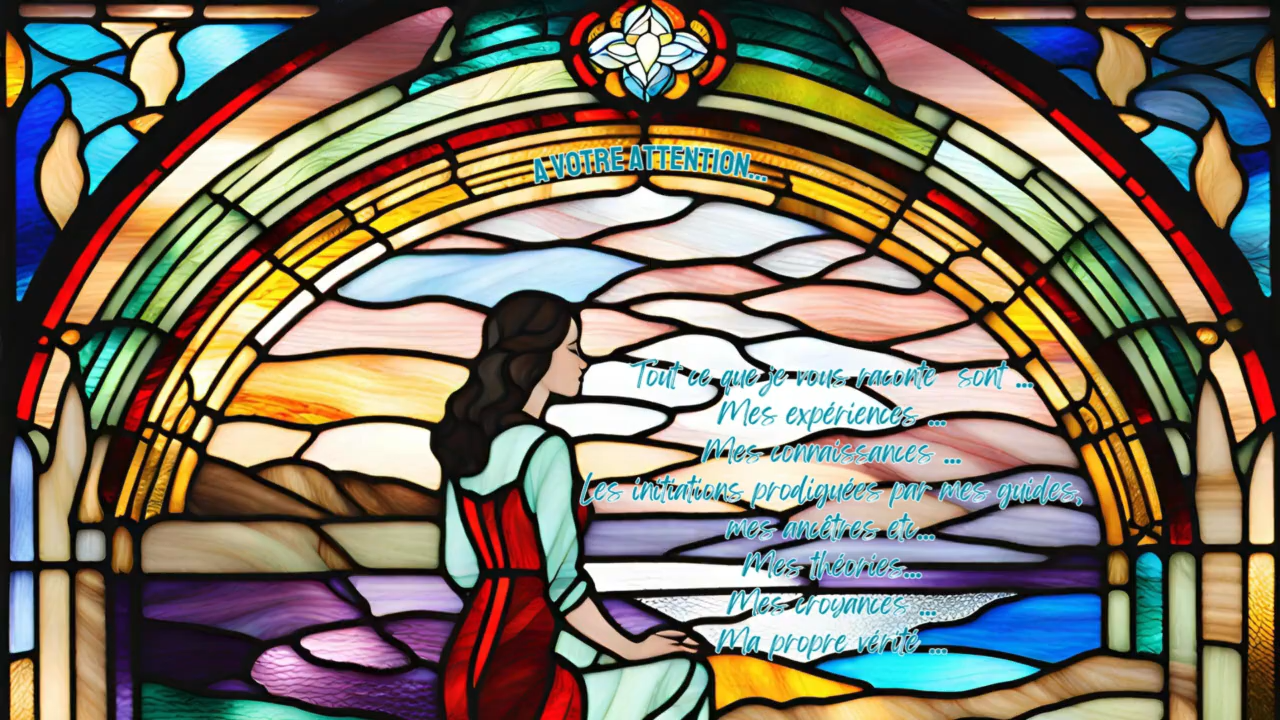 A VOTRE ATTENTION...
Tout ce que je vous raconte sont ...
Mes expériences ...
Mes connaissances ...
Les initiations prodiguées par mes guides,
mes ancêtres etc...
Mes théories...
Mes croyances ...
Ma propre vérité ...